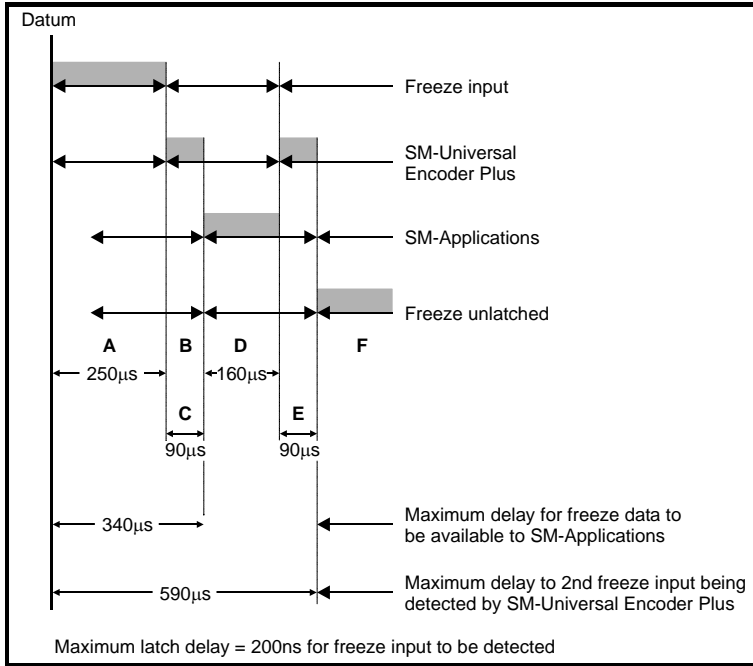 Datum
Freeze input
SM-Universal
Encoder Plus
SM-Applications
Freeze unlatched
A B D F
250μs 160μs
C E
90μs 90μs
340μs
Maximum delay for freeze data to
be available to SM-Applications
590μs
Maximum delay to 2nd freeze input being
detected by SM-Universal Encoder Plus
Maximum latch delay = 200ns for freeze input to be detected